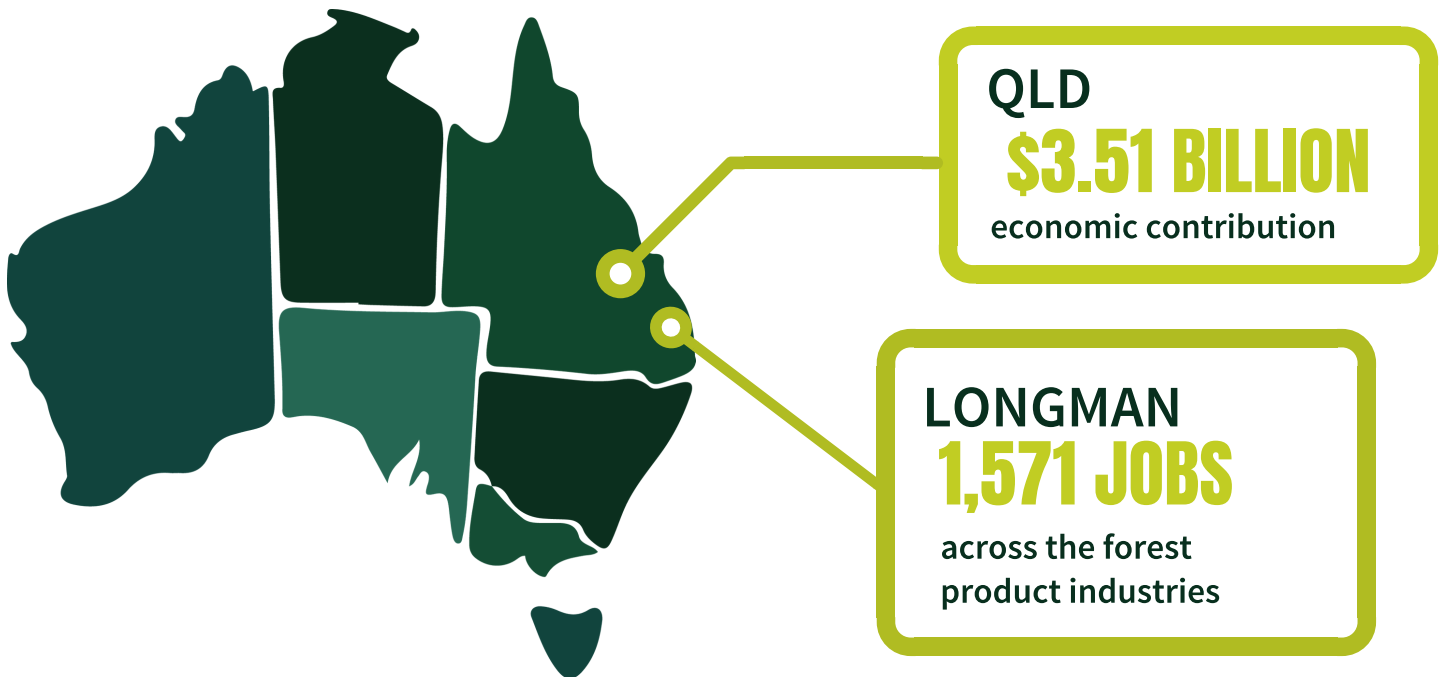 QLD
$3.51 BILLION
economic contribution
LONGMAN
1,571 JOBS
across the forest
product industries